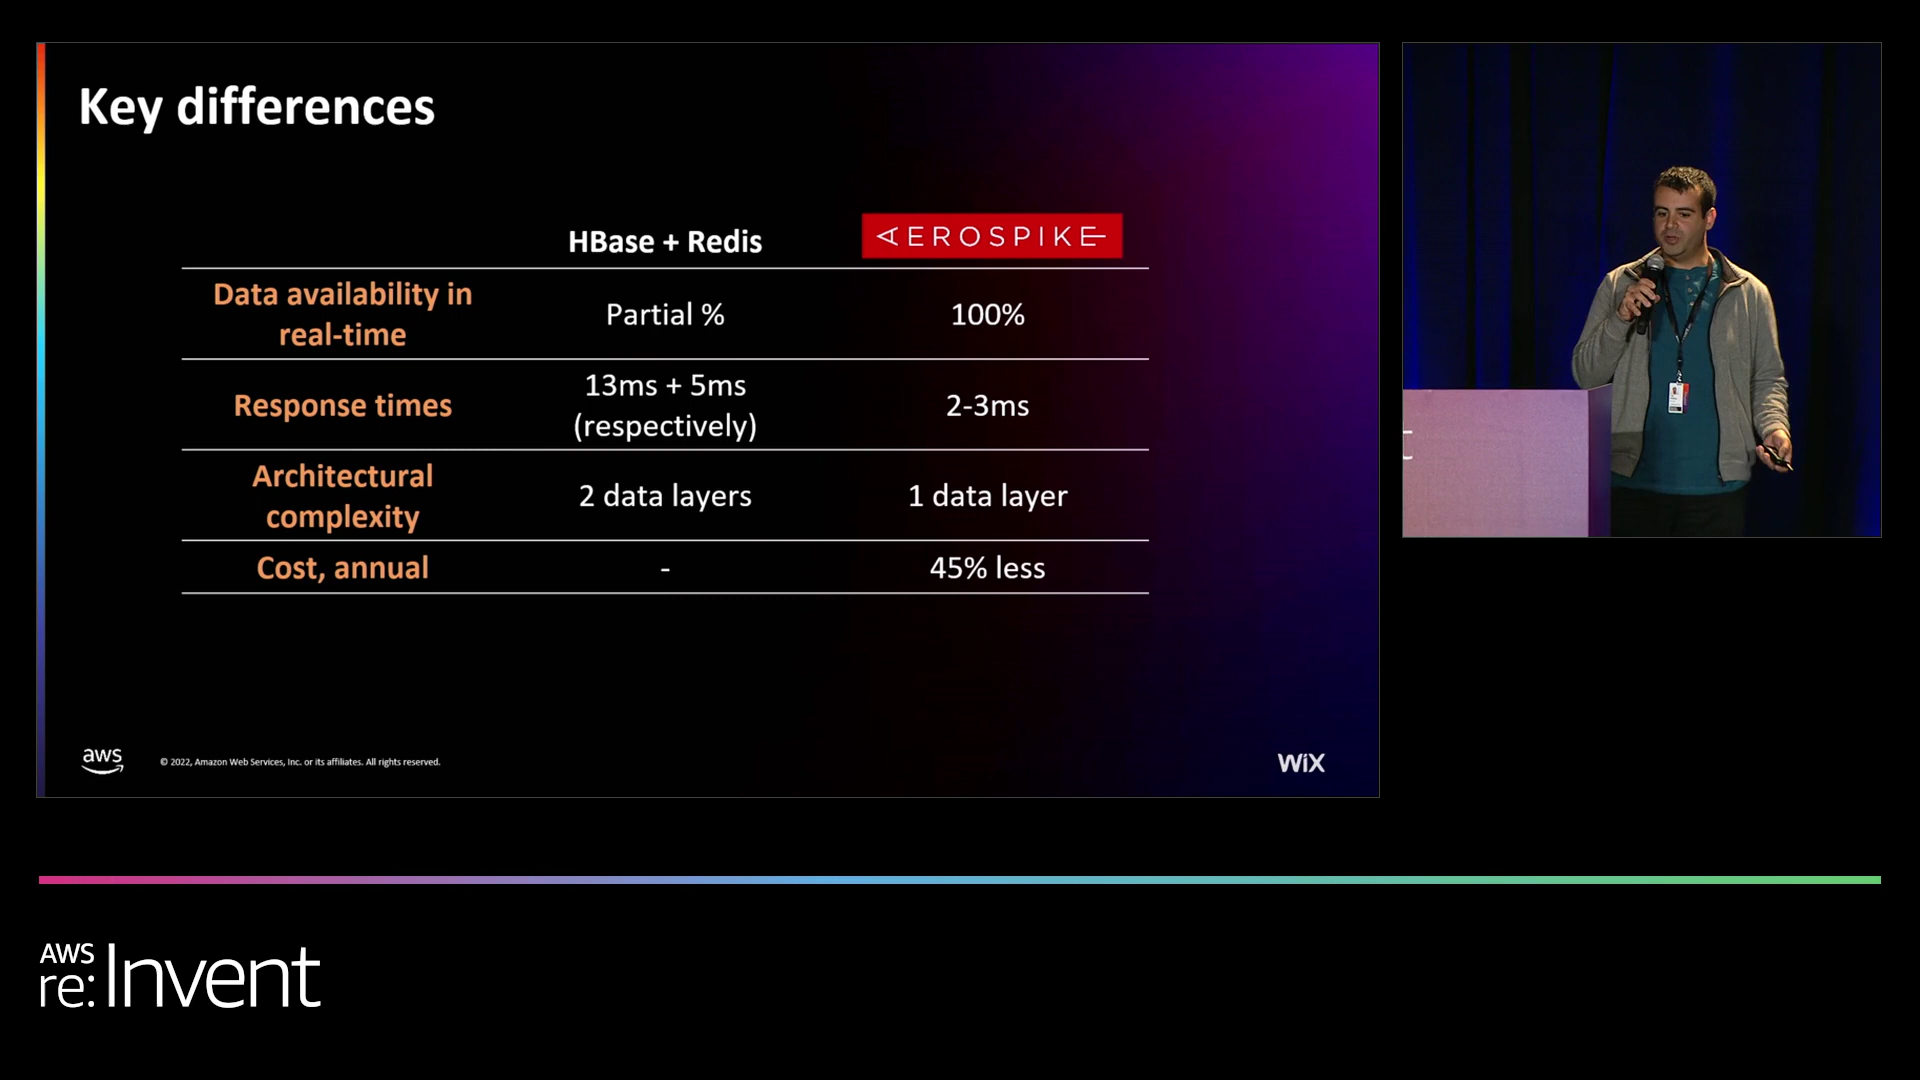 Key differences
HBase + Redis
AEROSPIKE
Data availability in
real-time
Partial %
100%
Response times
13ms + 5ms
(respectively)
2-3ms
Architectural
complexity
2 data layers
1 data layer
Cost, annual
-
45% less
aws
© 2022, Amazon Web Services, Inc. or its affiliates. All rights reserved.
WiX
t
AWS
re:Invent